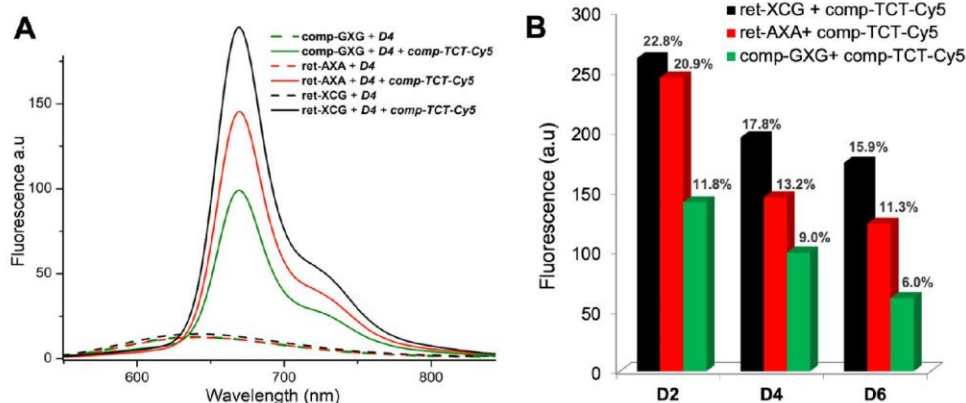 A
comp-GXG + D4
comp-GXG + D4 + comp-TCT-Cy5
ret-AXA + D4
ret-AXA + D4 + comp-TCT-Cy5
ret-XCG + D4
ret-XCG + D4 + comp-TCT-Cy5
Fluorescence a.u
150
100
50
0
600
700
800
Wavelength (nm)
B
ret-XCG + comp-TCT-Cy5
ret-AXA+ comp-TCT-Cy5
comp-GXG+ comp-TCT-Cy5
Fluorescence (a.u)
300
250
200
150
100
50
0
22.8%
20.9%
11.8%
17.8%
13.2%
9.0%
15.9%
11.3%
6.0%
D2
D4
D6